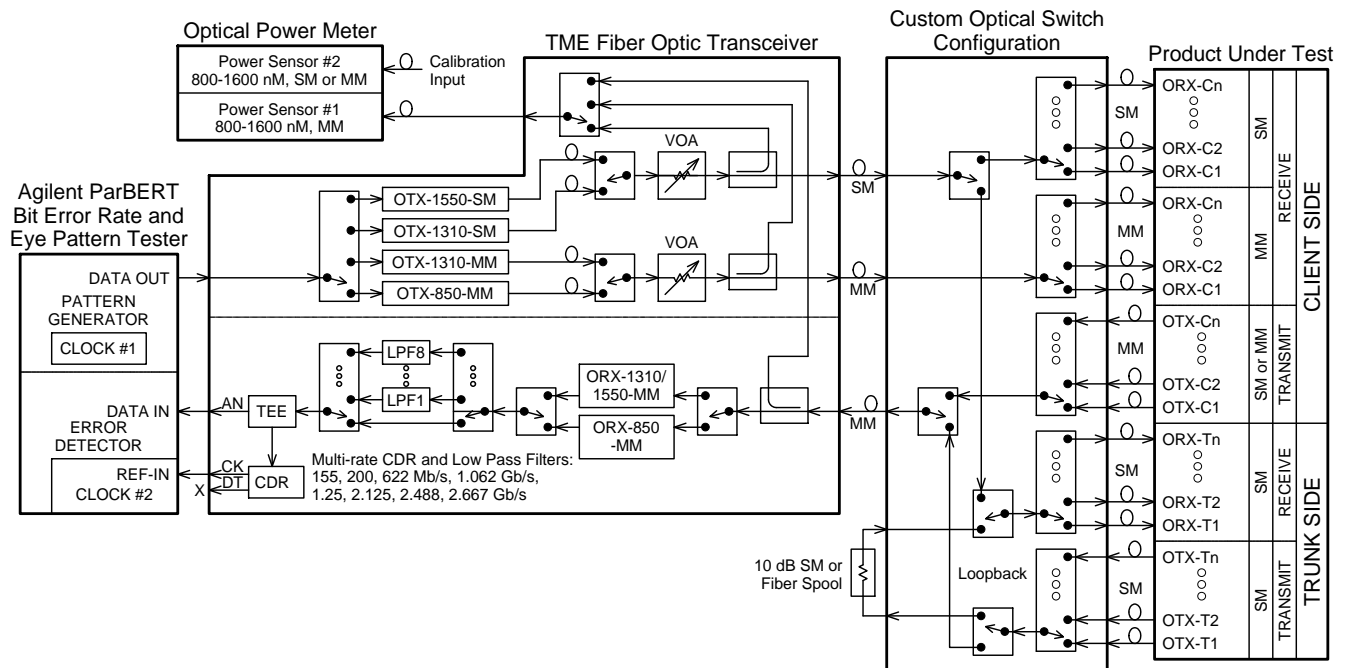 Custom Optical Switch
Configuration
Optical Power Meter
TME Fiber Optic Transceiver
Product Under Test
Power Sensor #2
800-1600 nM, SM or MM
Calibration
Input
Power Sensor #1
800-1600 nM, MM
Agilent ParBERT
Bit Error Rate and
Eye Pattern Tester
DATA OUT
PATTERN
GENERATOR
CLOCK #1
DATA IN
ERROR
DETECTOR
REF-IN
CLOCK #2
OTX-1550-SM
OTX-1310-SM
OTX-1310-MM
OTX-850-MM
VOA
VOA
SM
MM
LPF8
LPF1
ORX-1310/
1550-MM
ORX-850
-MM
MM
AN
TEE
CK
DT
X
CDR
Multi-rate CDR and Low Pass Filters:
155, 200, 622 Mb/s, 1.062 Gb/s,
1.25, 2.125, 2.488, 2.667 Gb/s
10 dB SM or
Fiber Spool
Loopback
SM
ORX-Cn
ORX-C2
ORX-C1
SM
MM
ORX-Cn
ORX-C2
ORX-C1
MM
RECEIVE
MM
OTX-Cn
OTX-C2
OTX-C1
SM or MM
TRANSMIT
CLIENT SIDE
SM
ORX-Tn
ORX-T2
ORX-T1
SM
RECEIVE
SM
OTX-Tn
OTX-T2
OTX-T1
SM
TRANSMIT
TRUNK SIDE